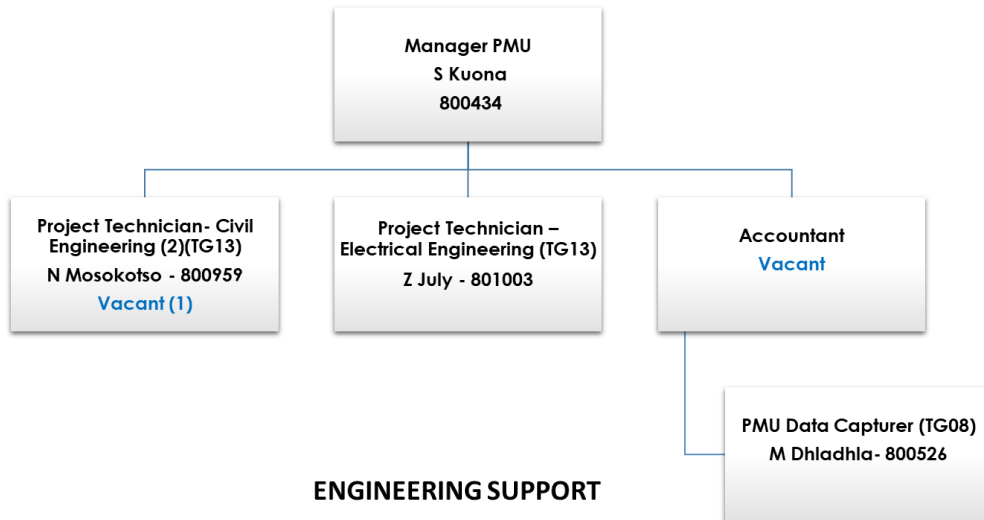 Manager PMU
S Kuona
800434
Project Technician- Civil
Engineering (2)(TG13)
N Mosokotso - 800959
Vacant (1)
Project Technician –
Electrical Engineering (TG13)
Z July - 801003
Accountant
Vacant
PMU Data Capturer (TG08)
M Dhladhla- 800526
ENGINEERING SUPPORT